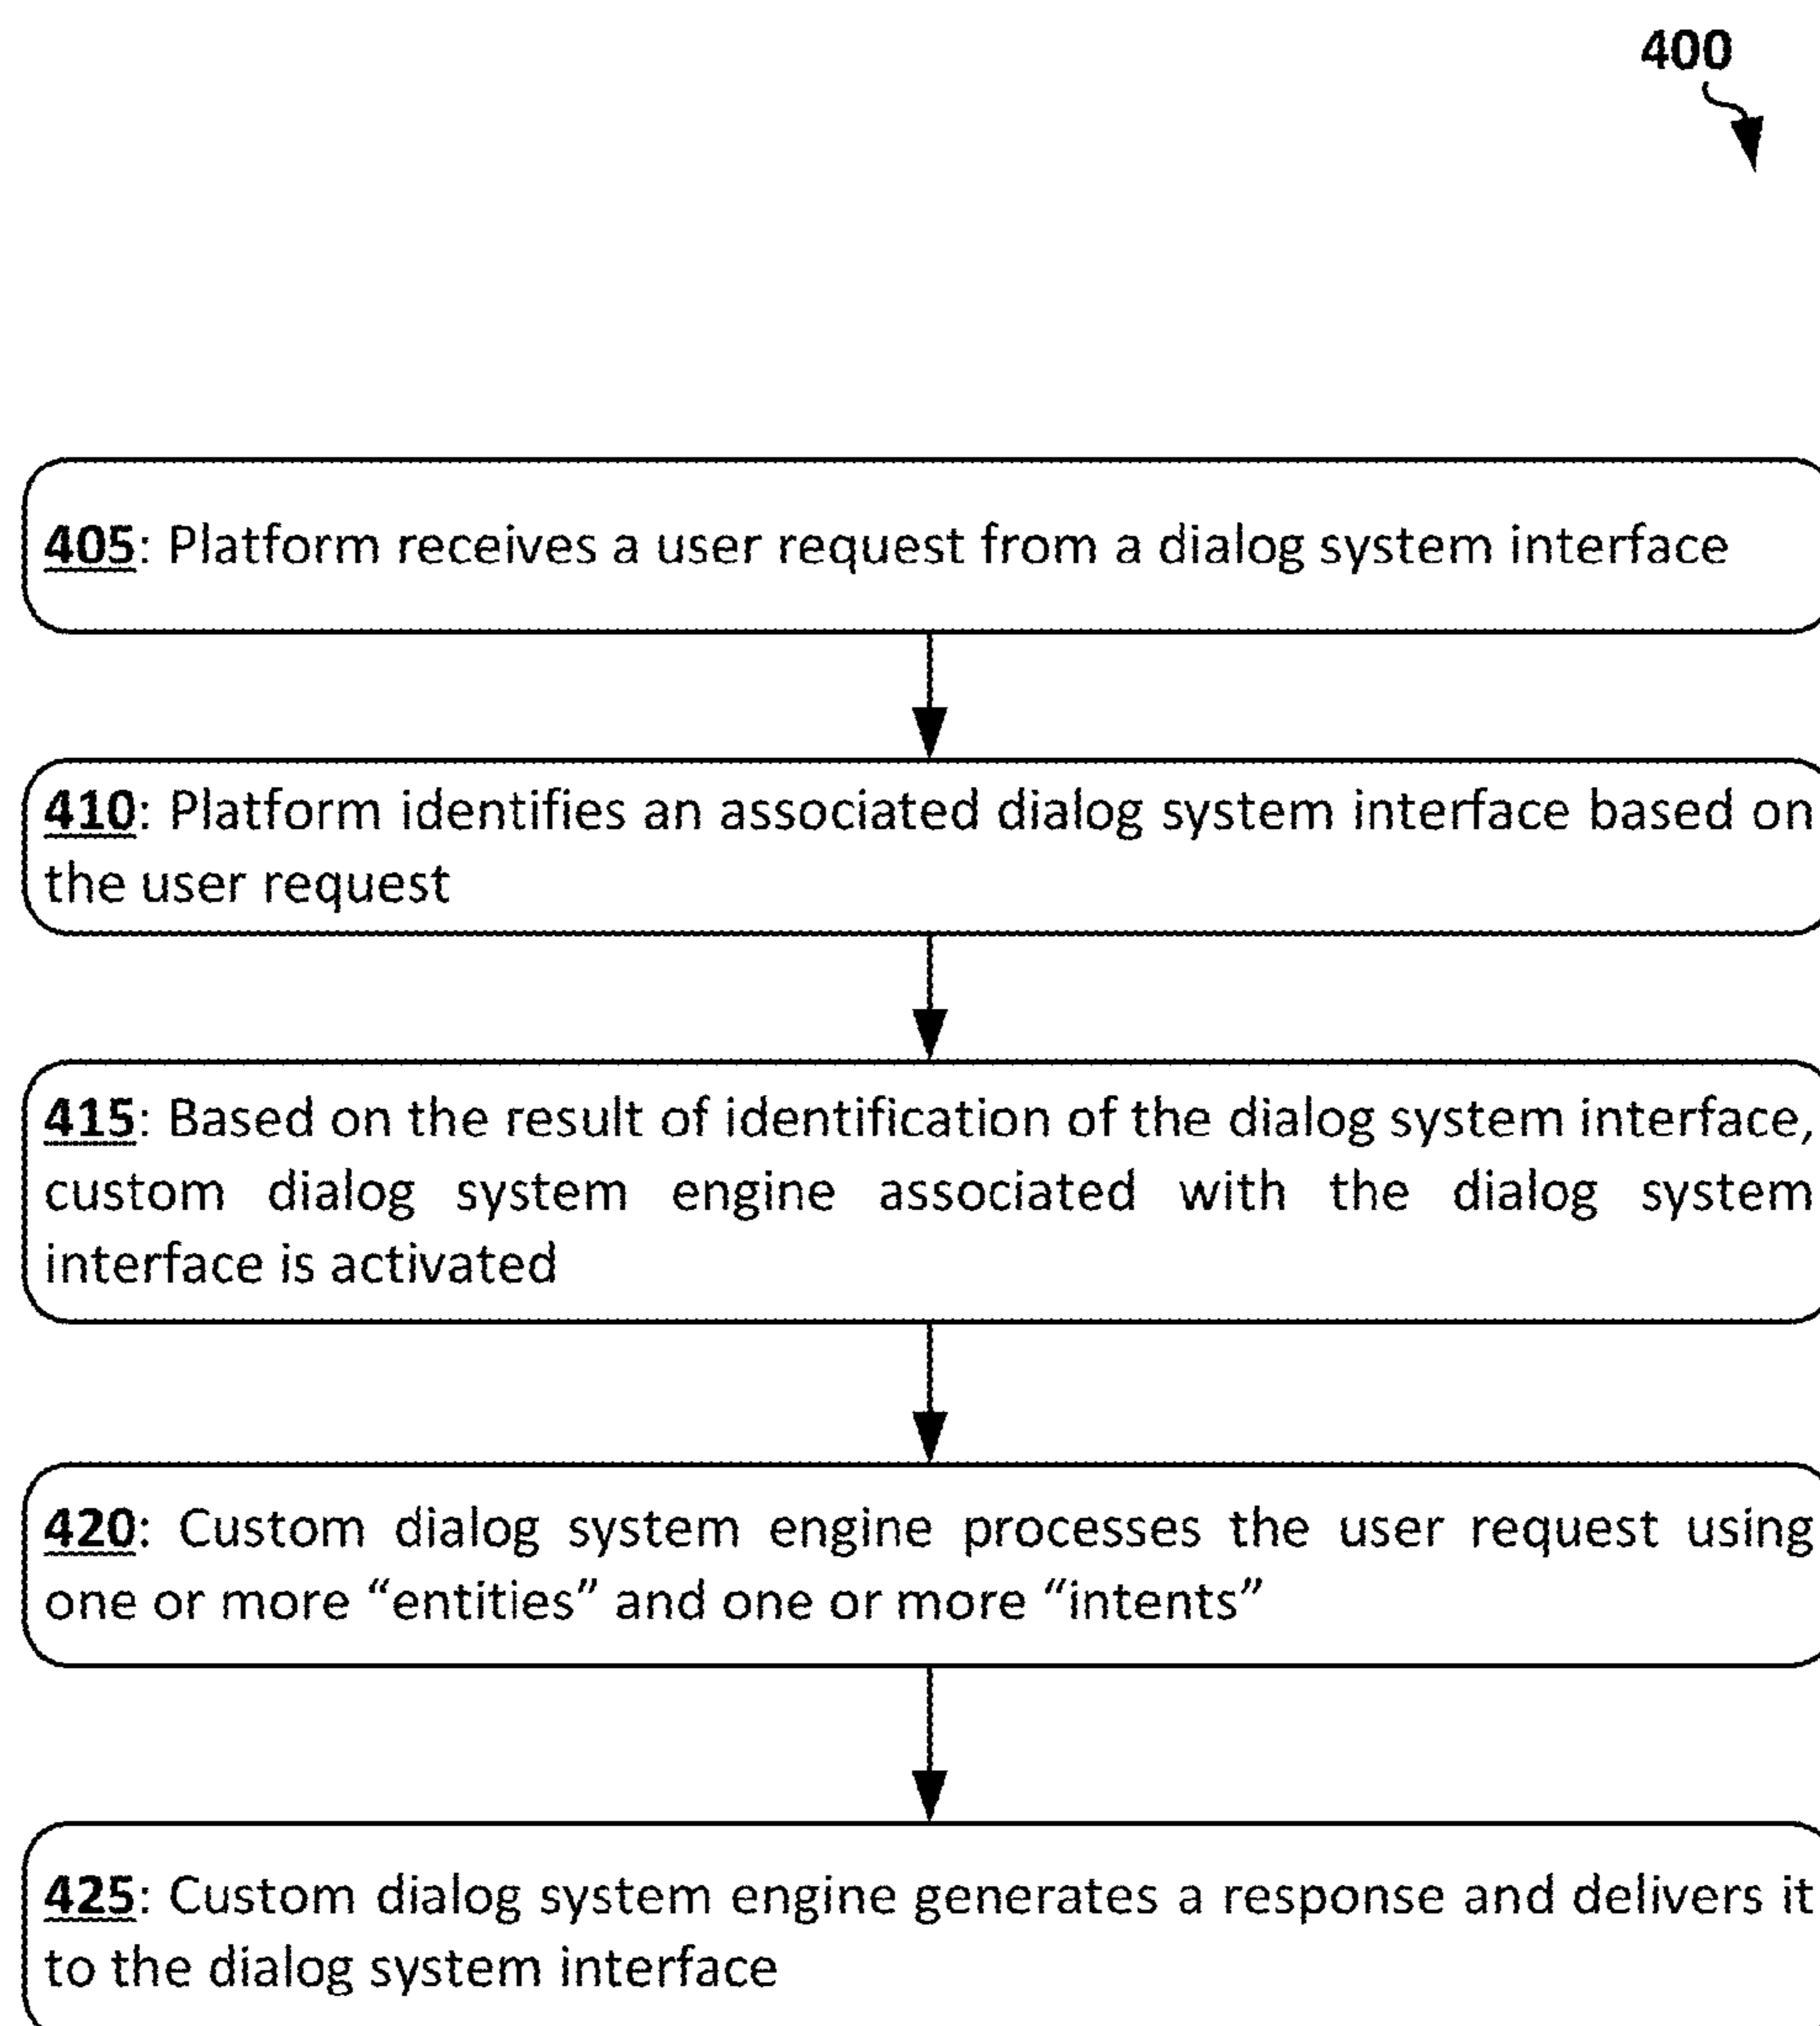 400
405: Platform receives a user request from a dialog system interface
410: Platform identifies an associated dialog system interface based on
the user request
415: Based on the result of identification of the dialog system interface,
custom dialog system engine associated with the dialog system
interface is activated
420: Custom dialog system engine processes the user request using
one or more “entities” and one or more “intents”
425: Custom dialog system engine generates a response and delivers it
to the dialog system interface